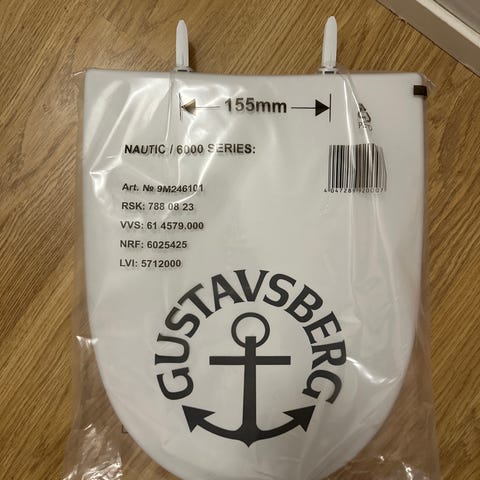 155mm
NAUTIC / 6000 SERIES:
Art. № 9M246101
RSK: 788 08 23
VVS: 61 4579.000
NRF: 6025425
LVI: 5712000
GUSTAVSBERG